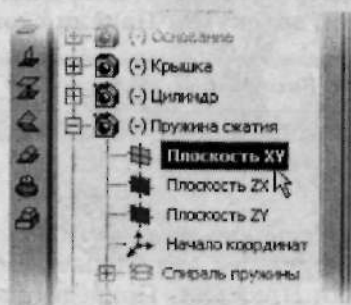 (-) Основание
(-) Крышка
(-) Цилиндр
(-) Пружина сжатия
Плоскость XY
Плоскость ZX
Плоскость ZY
Начало координат
Спираль пружины